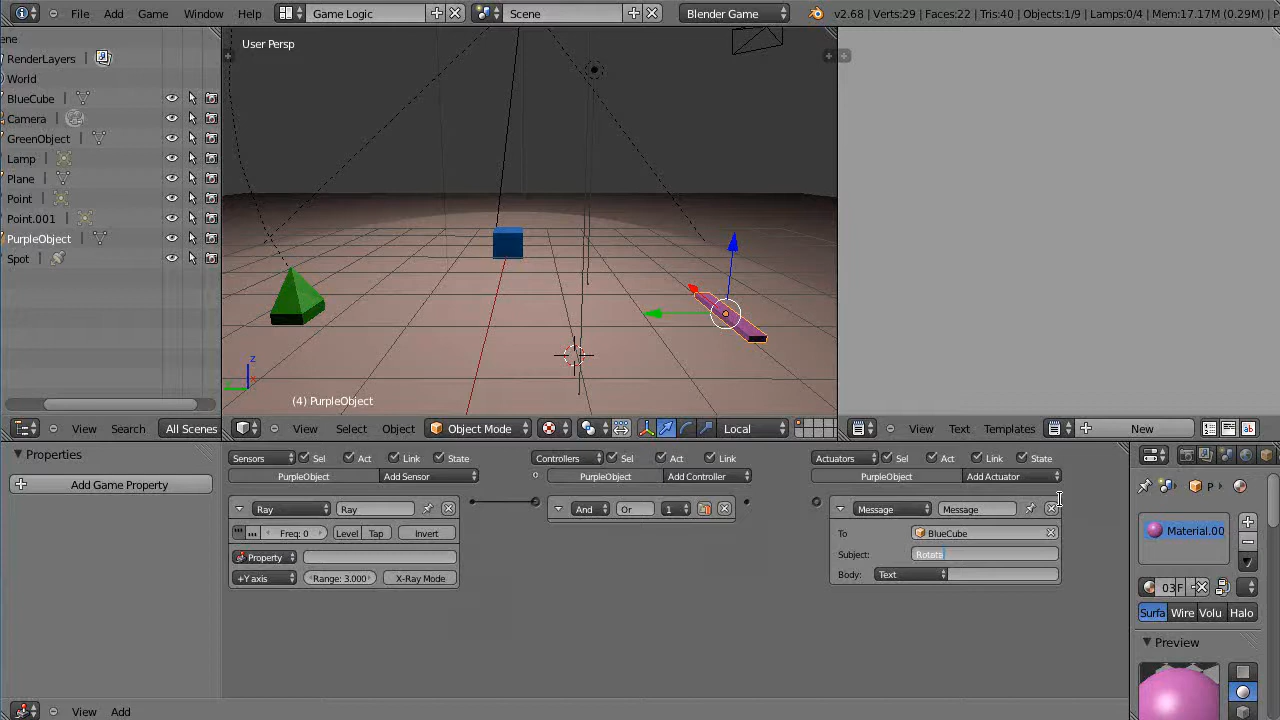 File Add Game Window Help Game Logic Scene Blender Game v2.68 | Verts:29 | Faces:22 | Tris:40 | Objects:1/9 | Lamps:0/4 | Mem:17.17M (0.29M) | Pu
ene
RenderLayers |
World
BlueCube |
Camera |
GreenObject |
Lamp |
Plane |
Point |
Point.001 |
PurpleObject |
Spot |
User Persp
z
(4) PurpleObject
View Search All Scenes
View Select Object Object Mode Local
View Text Templates New
Properties
Add Game Property
Sensors Sel Act Link State
PurpleObject Add Sensor
Ray Ray
Freq: 0 Level Tap Invert
Property
+Y axis Range: 3.000 X-Ray Mode
Controllers Sel Act Link
PurpleObject Add Controller
And Or 1
Actuators Sel Act Link State
PurpleObject Add Actuator
Message Message
To BlueCube
Subject: Rotate
Body: Text
P
Material.00
03 F
Surfa Wire Volu Halo
Preview
View Add